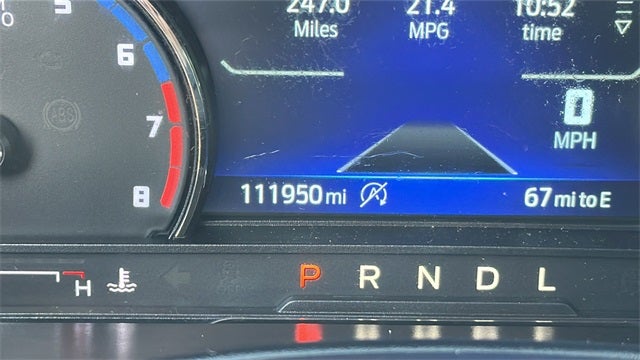 5
6
7
8
247.0 Miles
21.4 MPG
10:52 time
0 MPH
111950 mi
67 mi to E
H
P R N D L